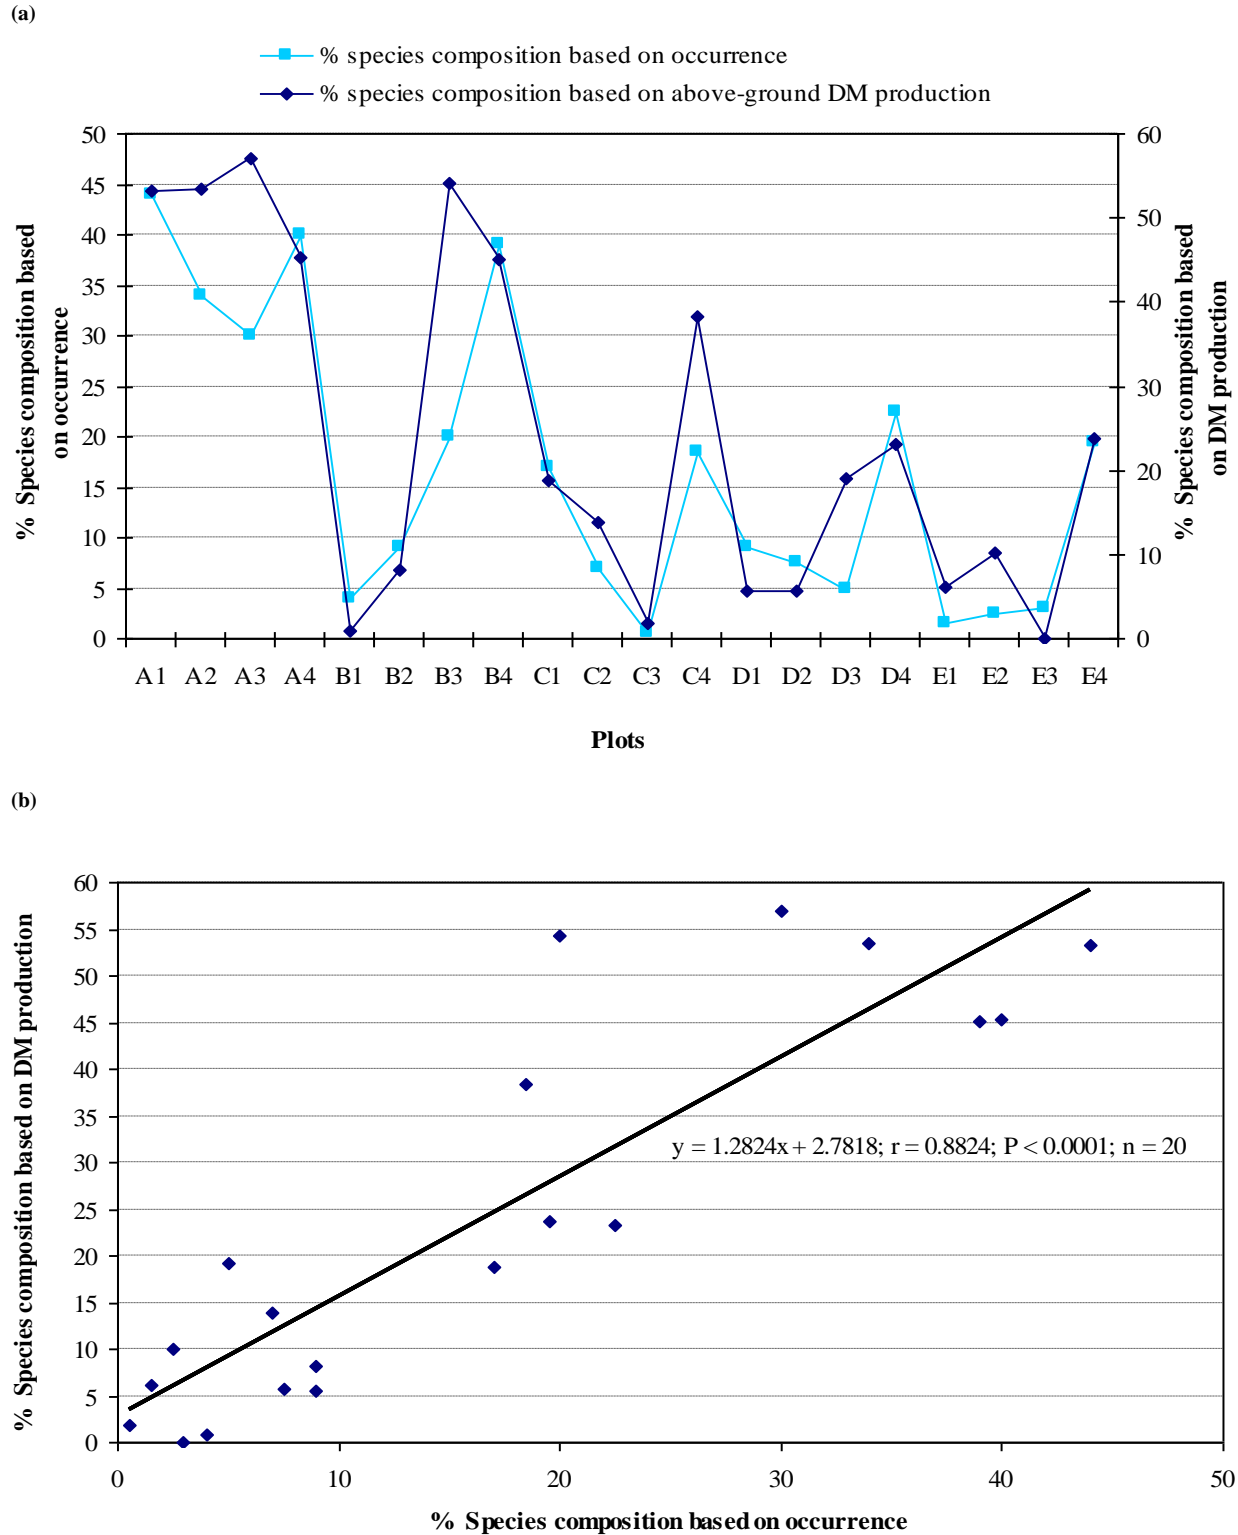 (a)
% species composition based on occurrence
% species composition based on above-ground DM production
50
45
40
35
30
25
20
15
10
5
0
% Species composition based
on occurrence
60
50
40
30
20
10
0
% Species composition based
on DM production
A1 A2 A3 A4 B1 B2 B3 B4 C1 C2 C3 C4 D1 D2 D3 D4 E1 E2 E3 E4
Plots
(b)
60
55
50
45
40
35
30
25
20
15
10
5
0
% Species composition based on DM production
y = 1.2824x + 2.7818; r = 0.8824; P < 0.0001; n = 20
0 10 20 30 40 50
% Species composition based on occurrence